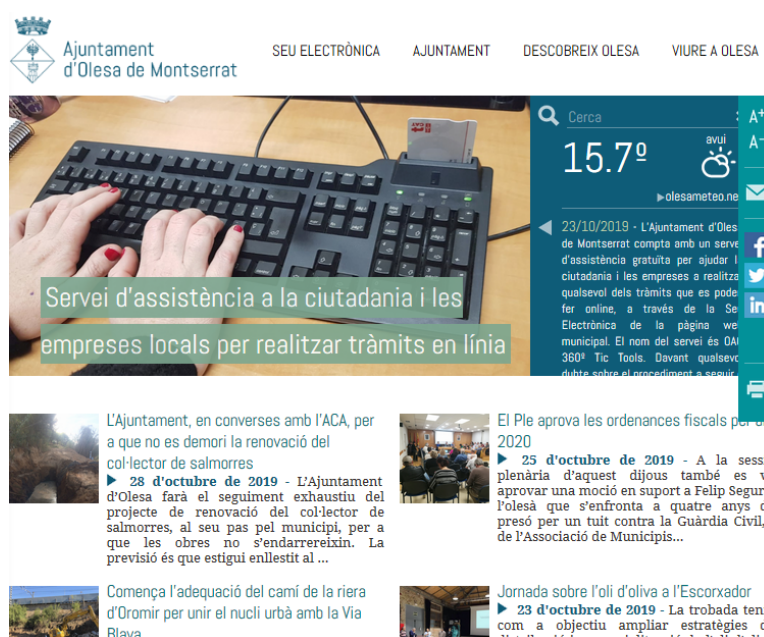 Ajuntament
d'Olesa de Montserrat
SEU ELECTRÒNICA AJUNTAMENT DESCOBREIX OLESA VIURE A OLESA
Cerca
A+
15.7º
avui
A-
▶olesameteo.ne
23/10/2019 - L'Ajuntament d'Oles
de Montserrat compta amb un serve
d'assistència gratuïta per ajudar l
ciutadania i les empreses a realitza
qualsevol dels tràmits que es pode
fer online, a través de la Se
Electrònica de la pàgina we
municipal. El nom del servei és OA
360º Tic Tools. Davant qualsevo
dubte sobre el procediment a seguir
Servei d'assistència a la ciutadania i les
empreses locals per realitzar tràmits en línia
L'Ajuntament, en converses amb l'ACA, per
a que no es demori la renovació del
col·lector de salmorres
▶ 28 d'octubre de 2019 - L'Ajuntament
d'Olesa farà el seguiment exhaustiu del
projecte de renovació del col·lector de
salmorres, al seu pas pel municipi, per a
que les obres no s'endarrereixin. La
previsió és que estigui enllestit al ...
El Ple aprova les ordenances fiscals
2020
▶ 25 d'octubre de 2019 - A la sess
plenària d'aquest dijous també es v
aprovar una moció en suport a Felip Segur
l'olesà que s'enfronta a quatre anys
presó per un tuit contra la Guàrdia Civil,
de l'Associació de Municipis...
Comença l'adequació del camí de la riera
d'Oromir per unir el nucli urbà amb la Via
Blava
Jornada sobre l'oli d'oliva a l'Escorxador
▶ 23 d'octubre de 2019 - La trobada ten
com a objectiu ampliar estratègies